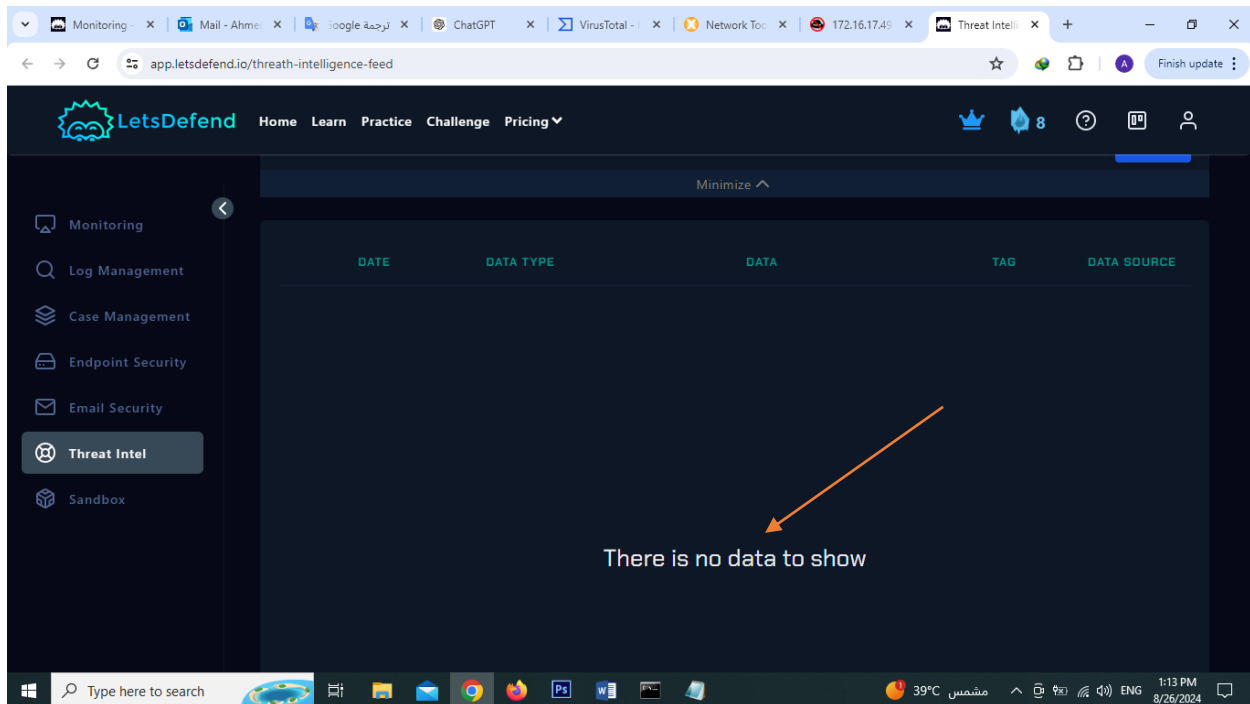 Monitoring -
Mail - Ahme
Google ترجمة
ChatGPT
VirusTotal -
Network Too
172.16.17.49
Threat Intelli
app.letsdefend.io/threath-intelligence-feed
A
Finish update
LetsDefend
Home Learn Practice Challenge Pricing
8
Minimize
Monitoring
Log Management
Case Management
Endpoint Security
Email Security
Threat Intel
Sandbox
DATE DATA TYPE DATA TAG DATA SOURCE
There is no data to show
Type here to search
Ps
1
39°C مشمس
ENG
1:13 PM
8/26/2024